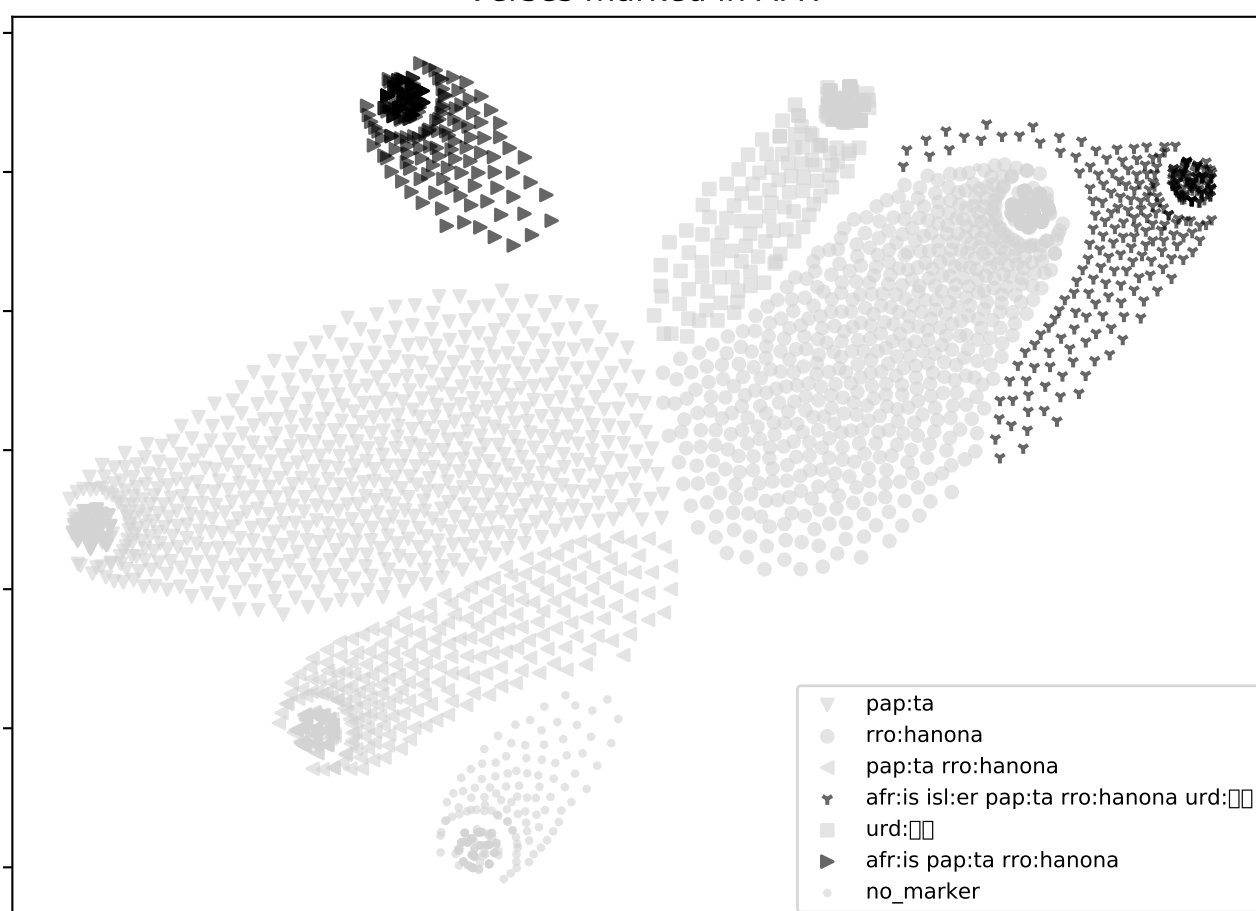 pap:ta
rro:hanona
pap:ta rro:hanona
afr:is isl:er pap:ta rro:hanona urd:
urd:
afr:is pap:ta rro:hanona
no_marker